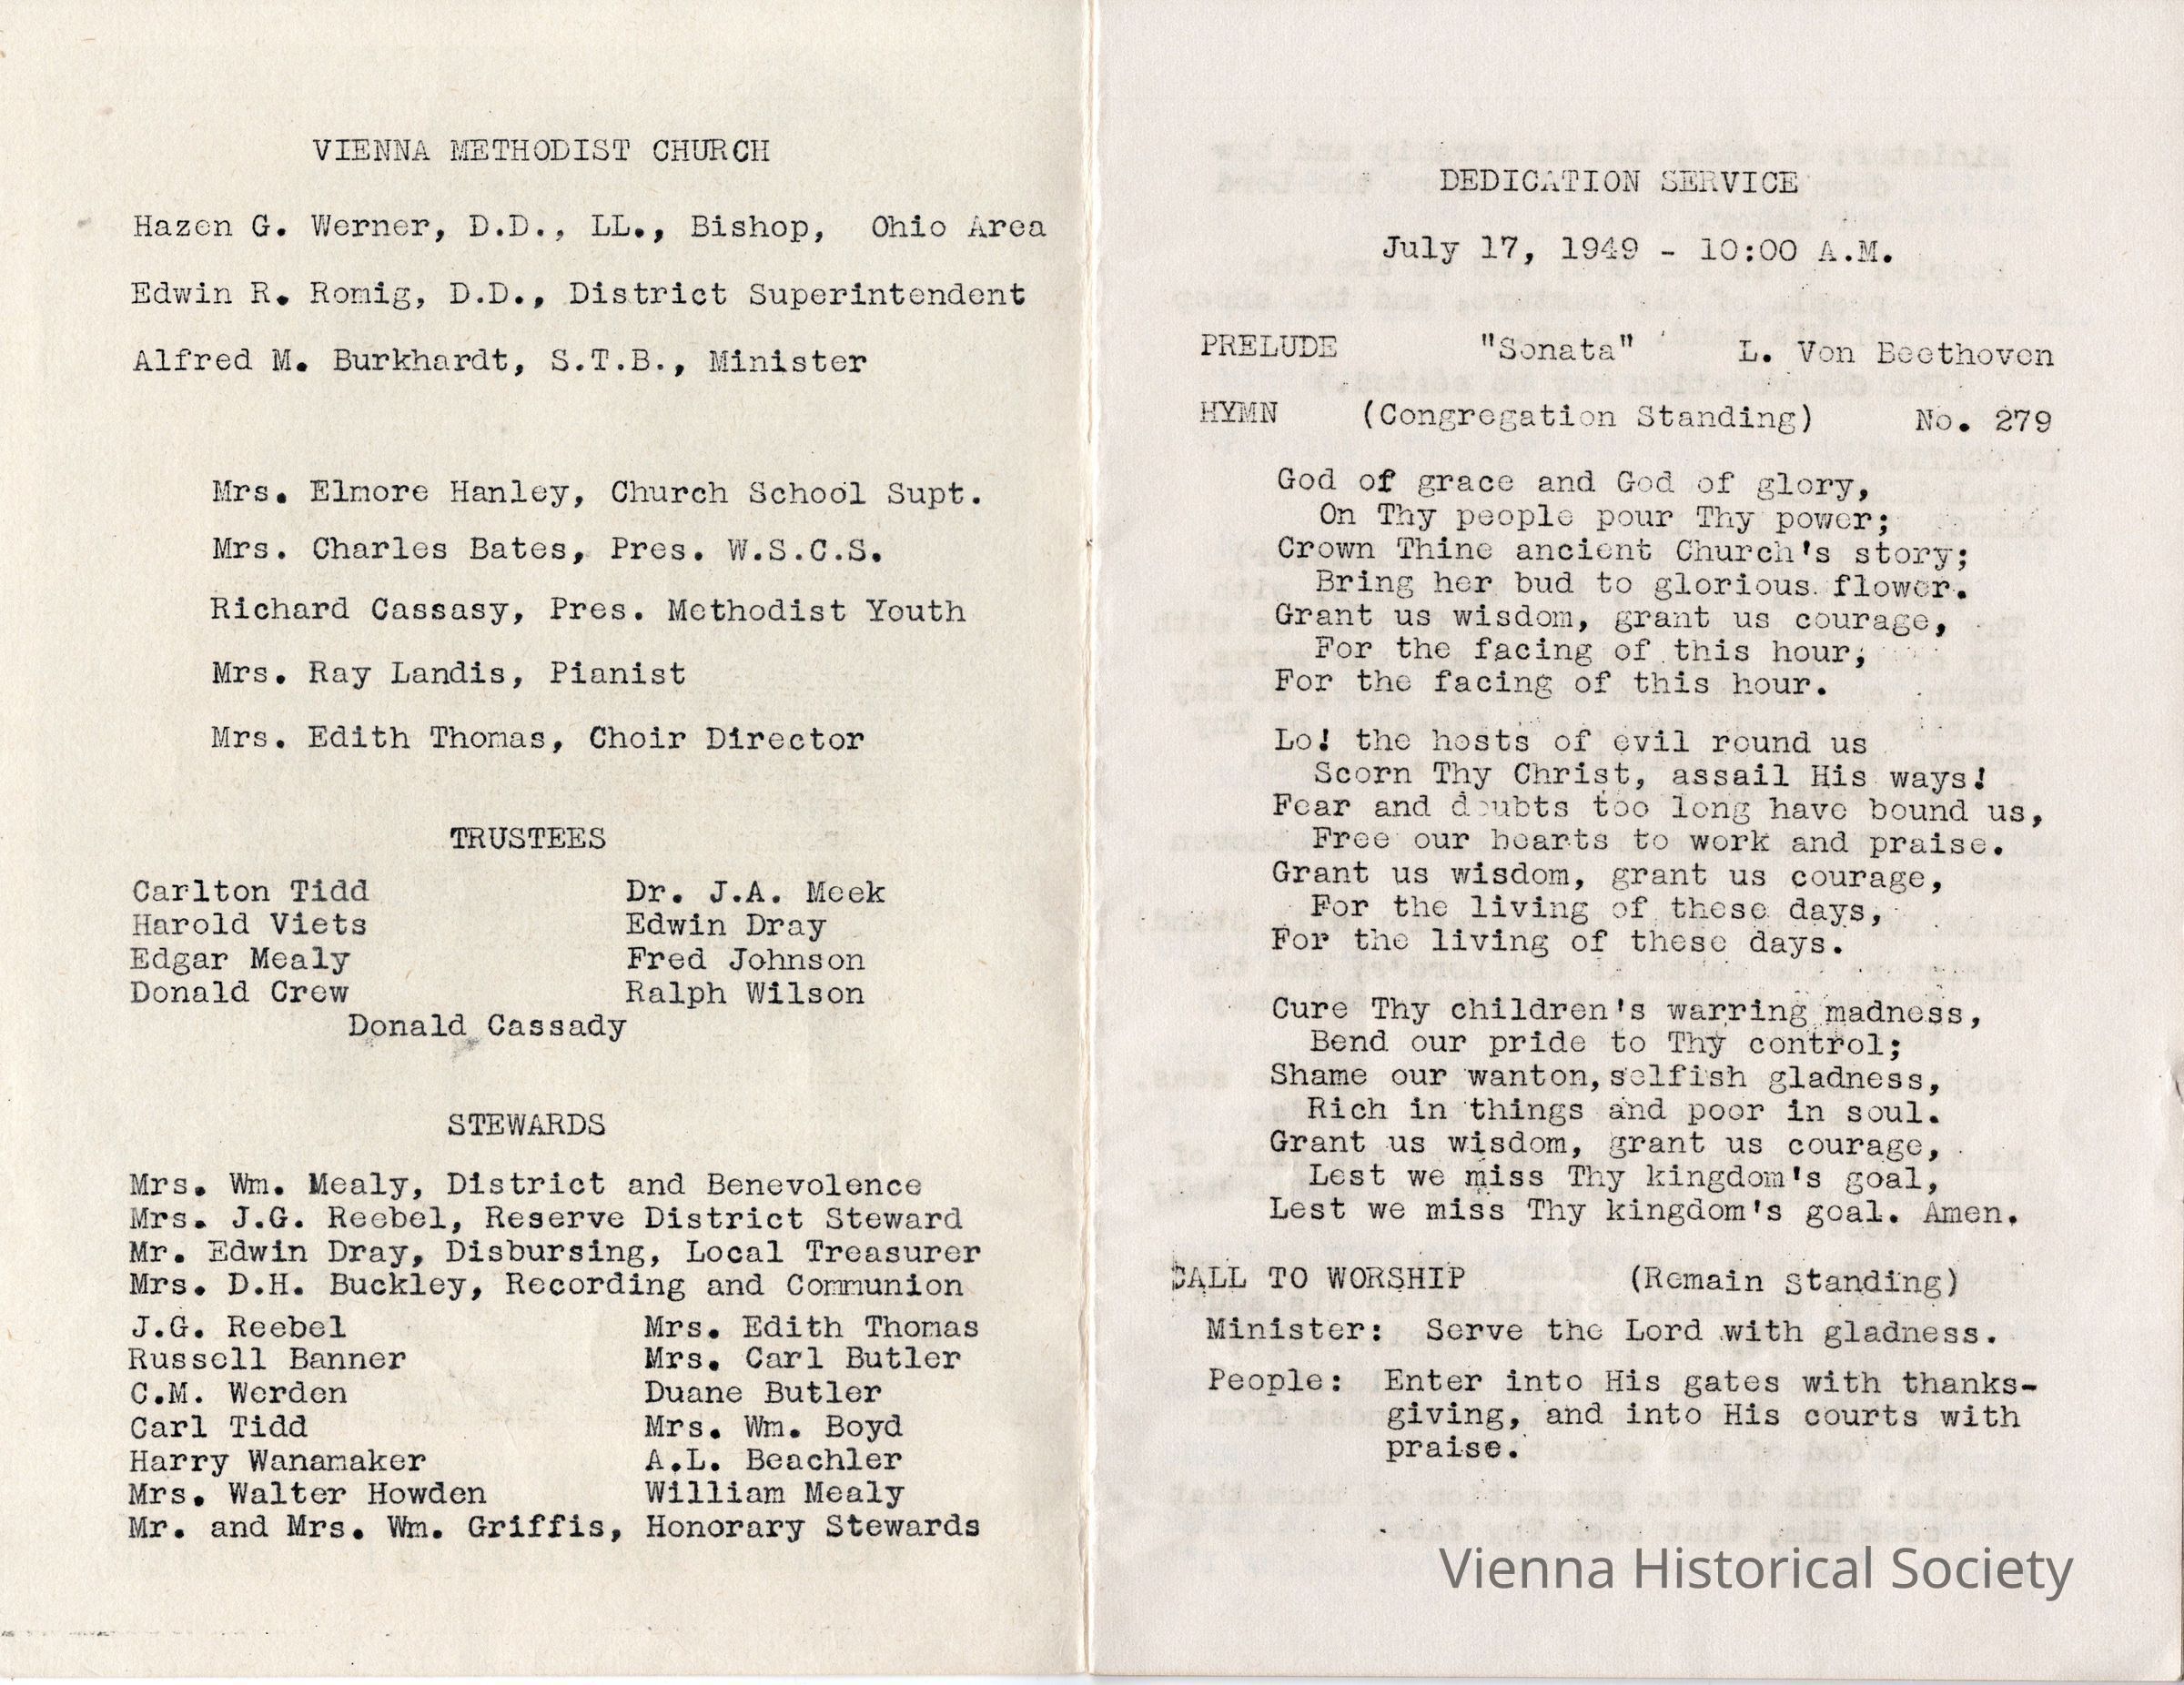 VIENNA METHODIST CHURCH
Hazen G. Werner, D.D., LL., Bishop, Ohio Area
Edwin R. Romig, D.D., District Superintendent
Alfred M. Burkhardt, S.T.B., Minister
Mrs. Elmore Hanley, Church School Supt.
Mrs. Charles Bates, Pres. W.S.C.S.
Richard Cassasy, Pres. Methodist Youth
Mrs. Ray Landis, Pianist
Mrs. Edith Thomas, Choir Director
TRUSTEES
Carlton Tidd Dr. J.A. Meek
Harold Viets Edwin Dray
Edgar Mealy Fred Johnson
Donald Crew Ralph Wilson
Donald Cassady
STEWARDS
Mrs. Wm. Mealy, District and Benevolence
Mrs. J.G. Reebel, Reserve District Steward
Mr. Edwin Dray, Disbursing, Local Treasurer
Mrs. D.H. Buckley, Recording and Communion
J.G. Reebel Mrs. Edith Thomas
Russell Banner Mrs. Carl Butler
C.M. Werden Duane Butler
Carl Tidd Mrs. Wm. Boyd
Harry Wanamaker A.L. Beachler
Mrs. Walter Howden William Mealy
Mr. and Mrs. Wm. Griffis, Honorary Stewards
DEDICATION SERVICE
July 17, 1949 - 10:00 A.M.
PRELUDE "Sonata" L. Von Beethoven
HYMN (Congregation Standing) No. 279
God of grace and God of glory,
On Thy people pour Thy power;
Crown Thine ancient Church's story;
Bring her bud to glorious flower.
Grant us wisdom, grant us courage,
For the facing of this hour;
For the facing of this hour.
Lo! the hosts of evil round us
Scorn Thy Christ, assail His ways!
Fear and doubts too long have bound us,
Free our hearts to work and praise.
Grant us wisdom, grant us courage,
For the living of these days,
For the living of these days.
Cure Thy children's warring madness,
Bend our pride to Thy control;
Shame our wanton, selfish gladness,
Rich in things and poor in soul.
Grant us wisdom, grant us courage,
Lest we miss Thy kingdom's goal,
Lest we miss Thy kingdom's goal. Amen.
CALL TO WORSHIP (Remain Standing)
Minister: Serve the Lord with gladness.
People: Enter into His gates with thanks-
giving, and into His courts with
praise.
Vienna Historical Society